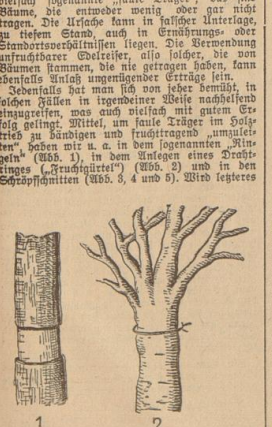 vielfach sogenannte „faule Träger“, das sind
Bäume, die entweder wenig oder gar nicht
tragen. Die Ursache kann in falscher Unterlage,
zu tiefem Stand, auch in Ernährungs- oder
Standortsverhältnissen liegen. Die Verwendung
unfruchtbarer Edelreiser, also solcher, die von
Bäumen stammen, die nie getragen haben, kann
ebenfalls Anlaß ungenügender Erträge sein.
Jedenfalls hat man sich von jeher bemüht, in
solchen Fällen in irgendeiner Weise nachhelfend
einzugreifen, was auch vielfach mit gutem Er-
folg gelingt. Mittel, um faule Träger im Holz-
trieb zu bändigen und fruchttragend „umzulei-
ten“, haben wir u. a. in dem sogenannten „Rin-
geln“ (Abb. 1), in dem Anlegen eines Draht-
ringes („Fruchtgürtel“) (Abb. 2) und in den
Schröpfschnitten (Abb. 3, 4 und 5). Wird letzteres
1
2